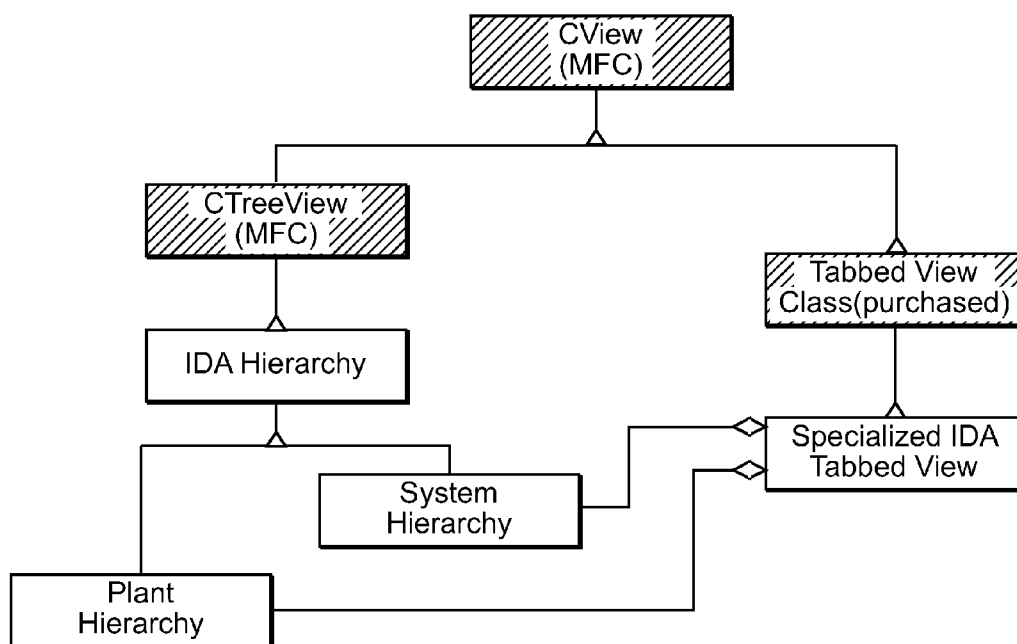 CView
(MFC)
CTreeView
(MFC)
Tabbed View
Class(purchased)
IDA Hierarchy
Specialized IDA
Tabbed View
System
Hierarchy
Plant
Hierarchy